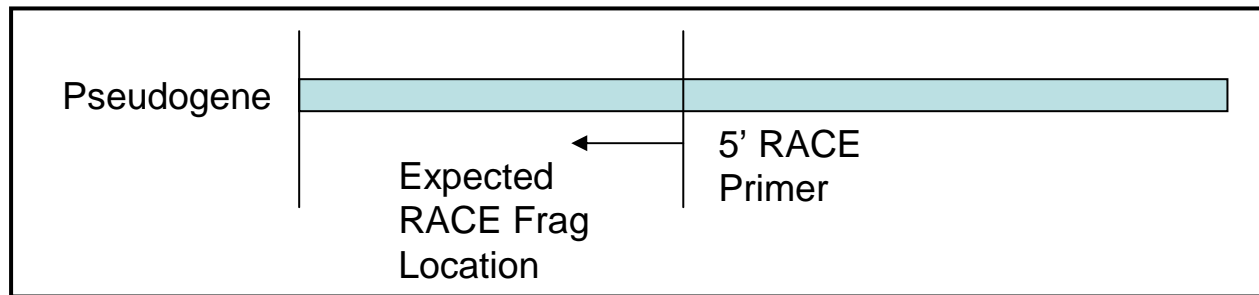 Pseudogene
5’ RACE
Primer
Expected
RACE Frag
Location